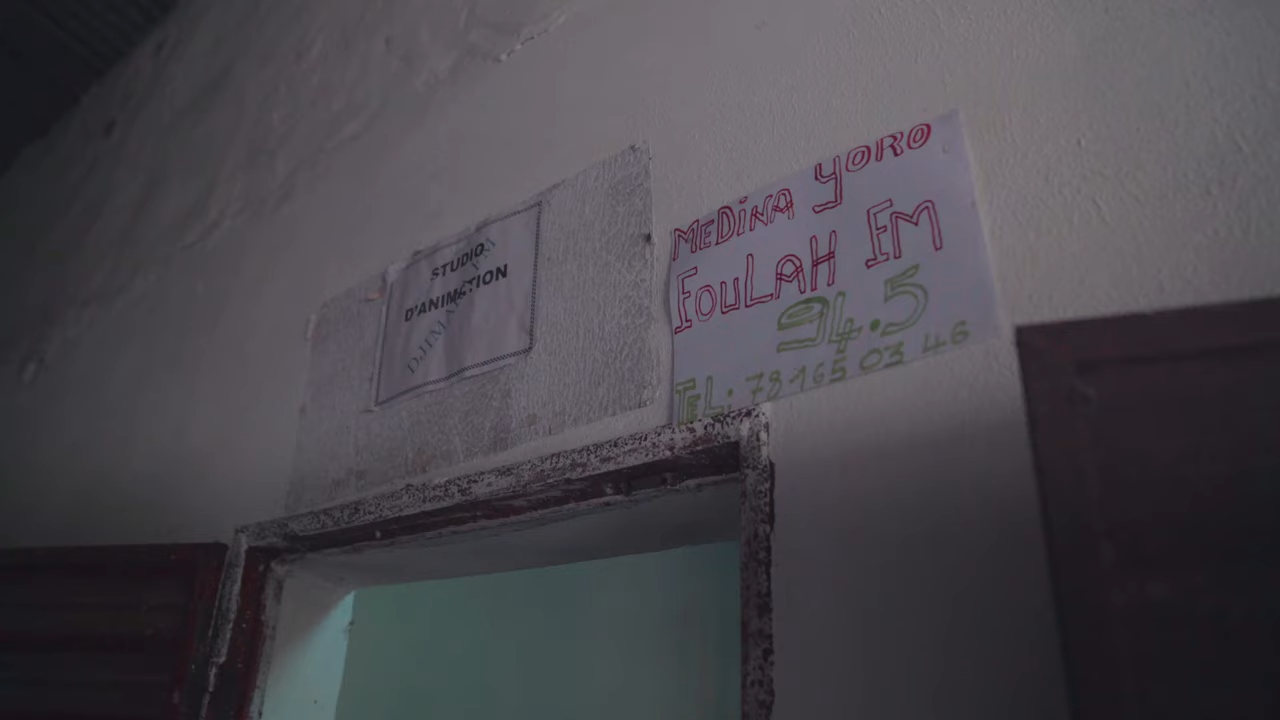 STUDIO
D'ANIMATION
MEDINA YORO
FOULAH FM
94.5
TEL: 78 165 03 46